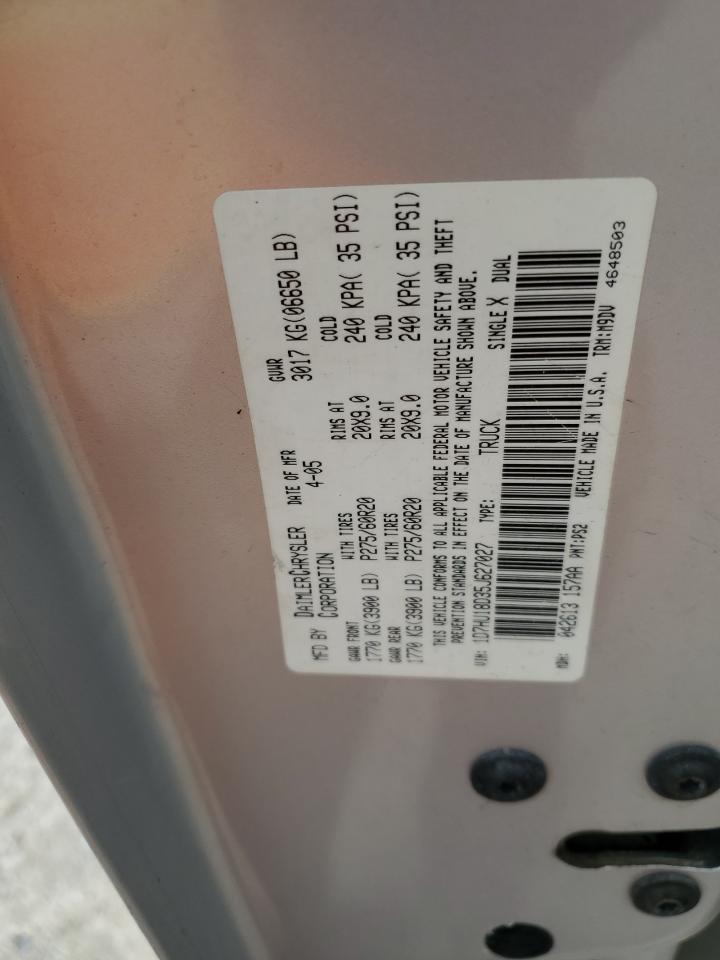 MFD BY DAIMLERCHRYSLER CORPORATION DATE OF MFR 4-05 GVWR 3017 KG(06650 LB)
GAWR FRONT WITH TIRES RIMS AT COLD
1770 KG(3900 LB) P275/60R20 20X9.0 240 KPA( 35 PSI)
GAWR REAR WITH TIRES RIMS AT COLD
1770 KG(3900 LB) P275/60R20 20X9.0 240 KPA( 35 PSI)
THIS VEHICLE CONFORMS TO ALL APPLICABLE FEDERAL MOTOR VEHICLE SAFETY AND THEFT
PREVENTION STANDARDS IN EFFECT ON THE DATE OF MANUFACTURE SHOWN ABOVE.
VIN: 1D7HU18D35J627027 TYPE: TRUCK SINGLE X DUAL
MDH: 042613 157AA PNT:PS2 VEHICLE MADE IN U.S.A. TRM:M9DV
4648503